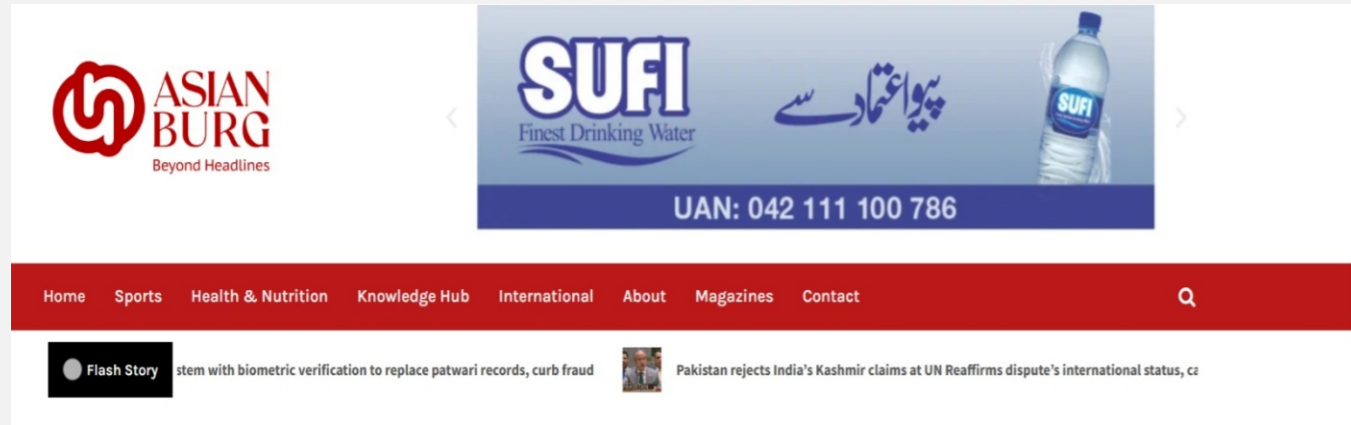 ASIAN
BURG
Beyond Headlines
SUFI
Finest Drinking Water
پیو اعتماد سے
SUFI
UAN: 042 111 100 786
Home Sports Health & Nutrition Knowledge Hub International About Magazines Contact
Flash Story stem with biometric verification to replace patwari records, curb fraud Pakistan rejects India's Kashmir claims at UN Reaffirms dispute's international status, ca